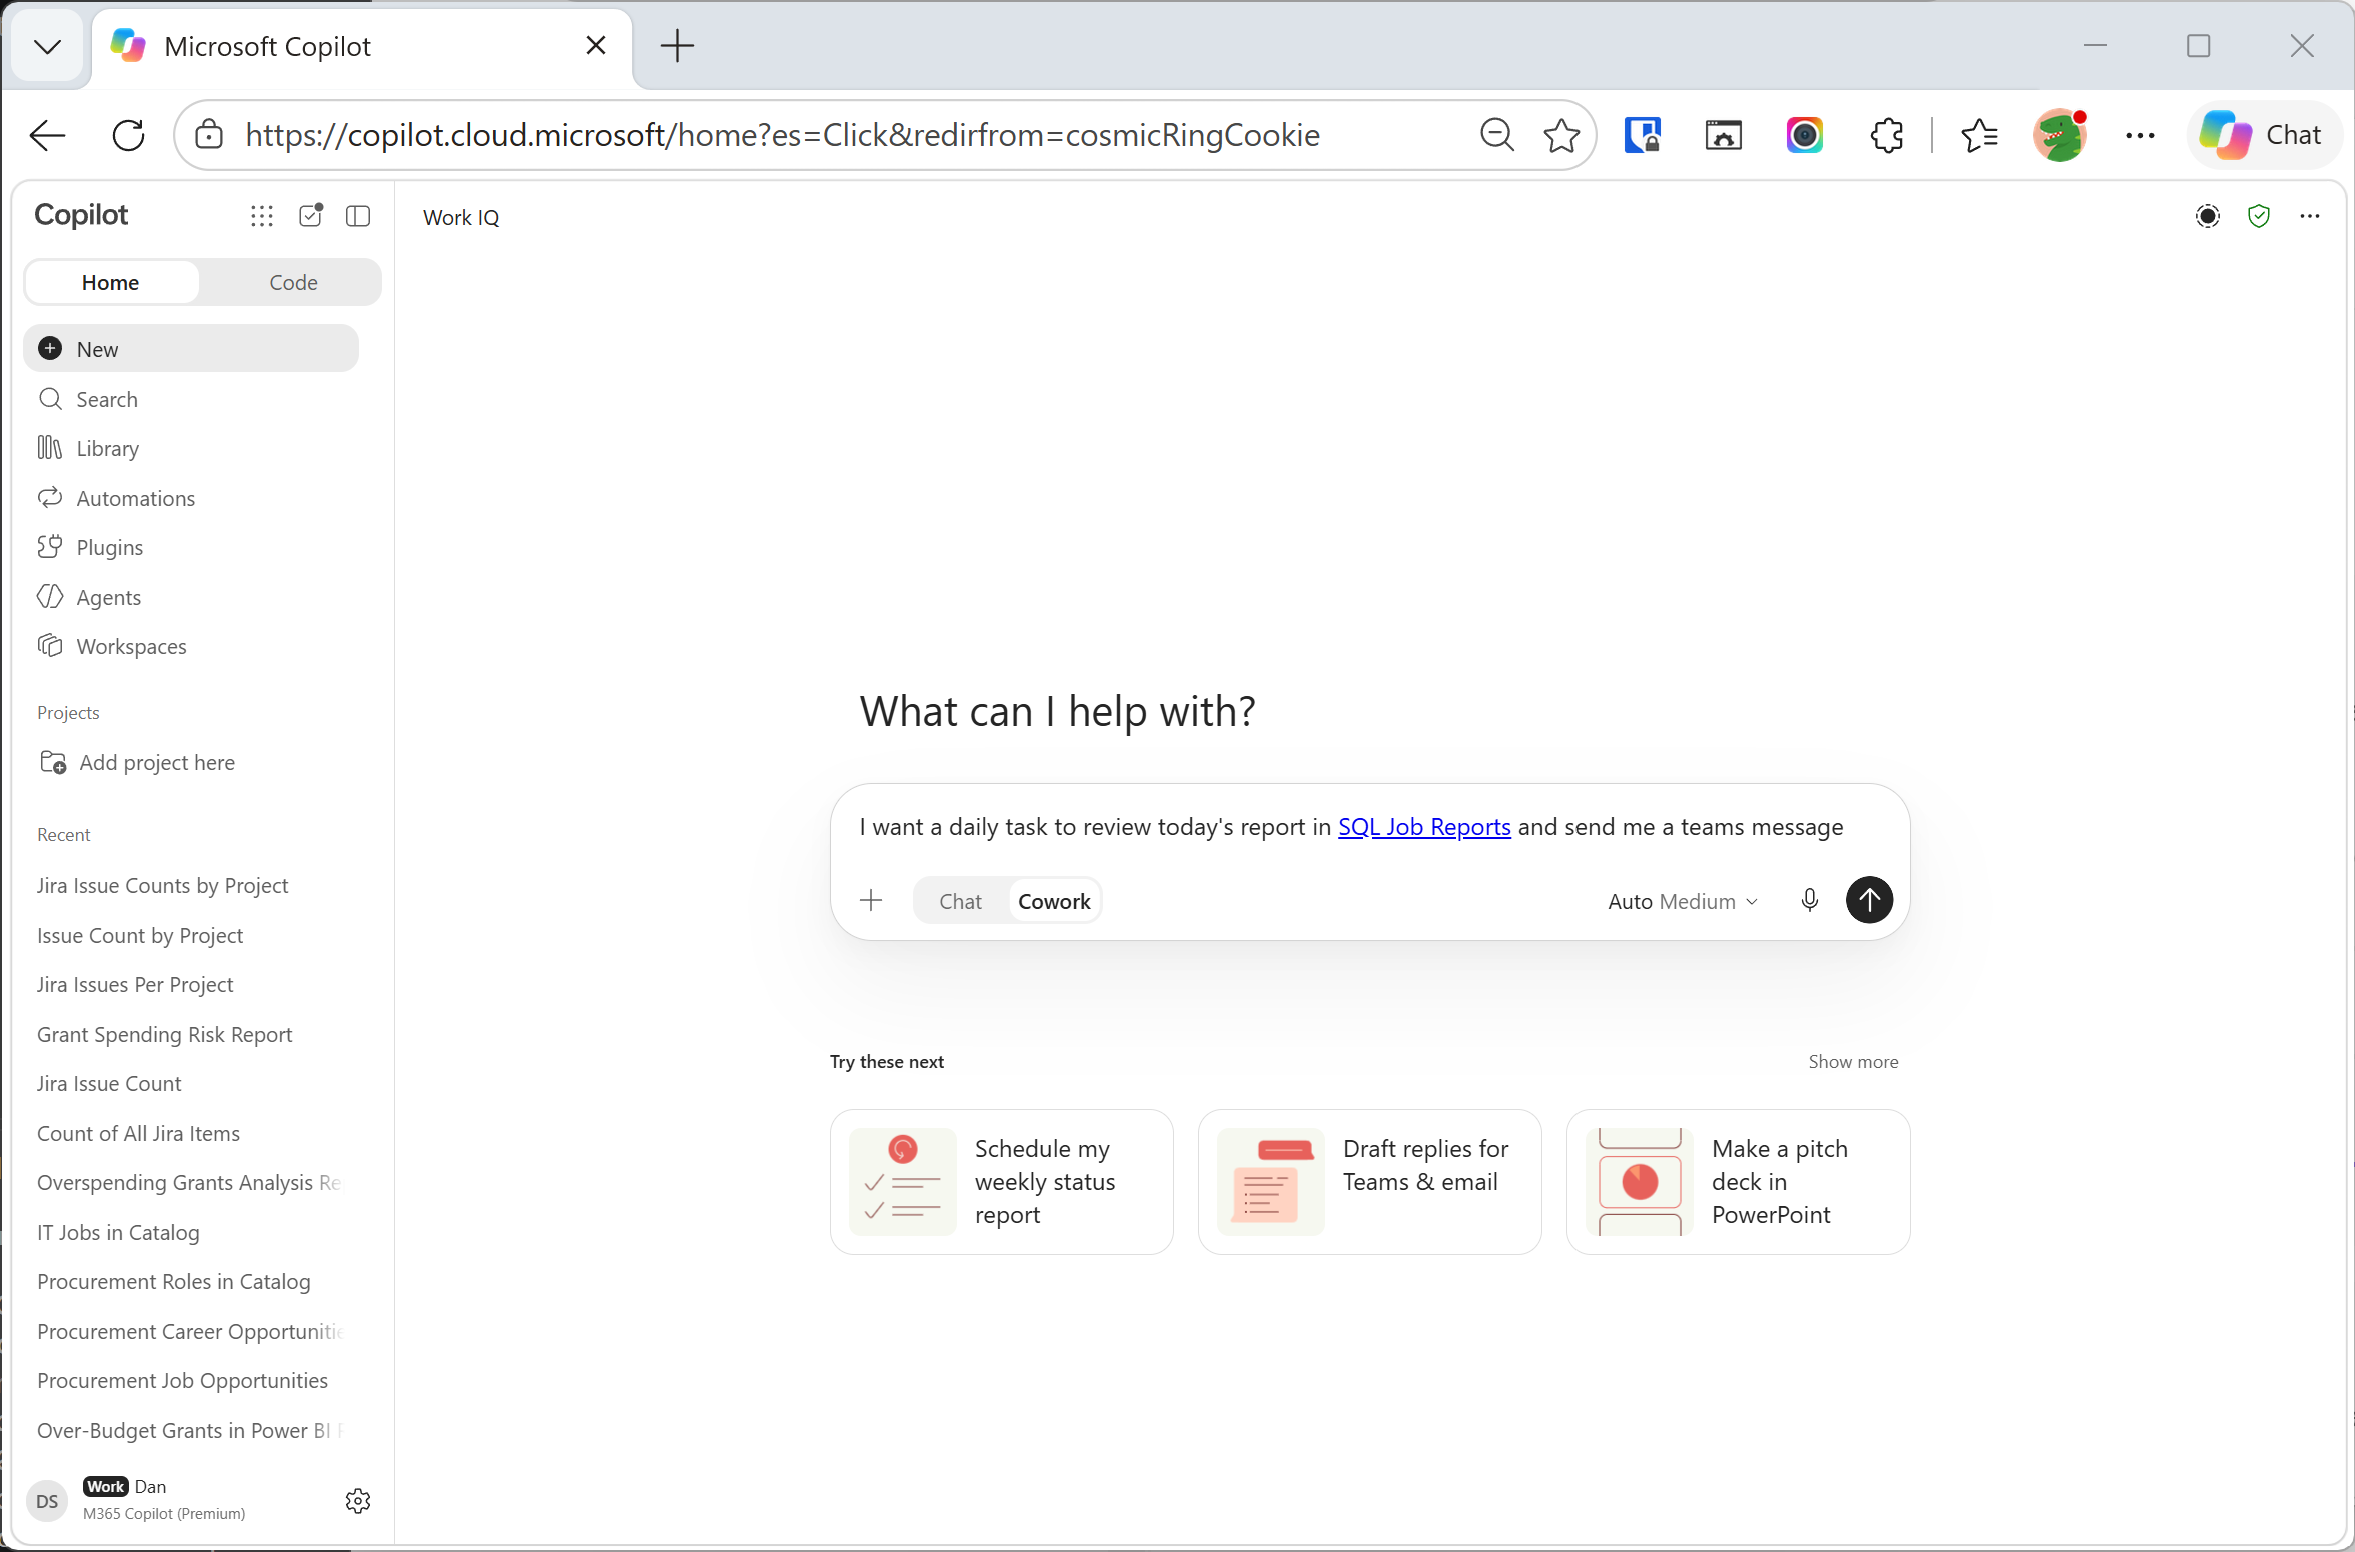 Microsoft Copilot
https://copilot.cloud.microsoft/home?es=Click&redirfrom=cosmicRingCookie
Chat
Copilot
Home
Code
New
Search
Library
Automations
Plugins
Agents
Workspaces
Projects
Add project here
Recent
Jira Issue Counts by Project
Issue Count by Project
Jira Issues Per Project
Grant Spending Risk Report
Jira Issue Count
Count of All Jira Items
Overspending Grants Analysis Re
IT Jobs in Catalog
Procurement Roles in Catalog
Procurement Career Opportunitie
Procurement Job Opportunities
Over-Budget Grants in Power BI
DS
Work Dan
M365 Copilot (Premium)
Work IQ
What can I help with?
I want a daily task to review today's report in SQL Job Reports and send me a teams message
Chat
Cowork
Auto Medium
Try these next
Show more
Schedule my
weekly status
report
Draft replies for
Teams & email
Make a pitch
deck in
PowerPoint